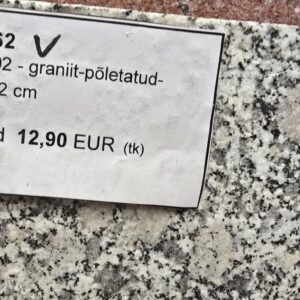 62 V
02 - graniit-põletatud-
2 cm
d 12,90 EUR (tk)